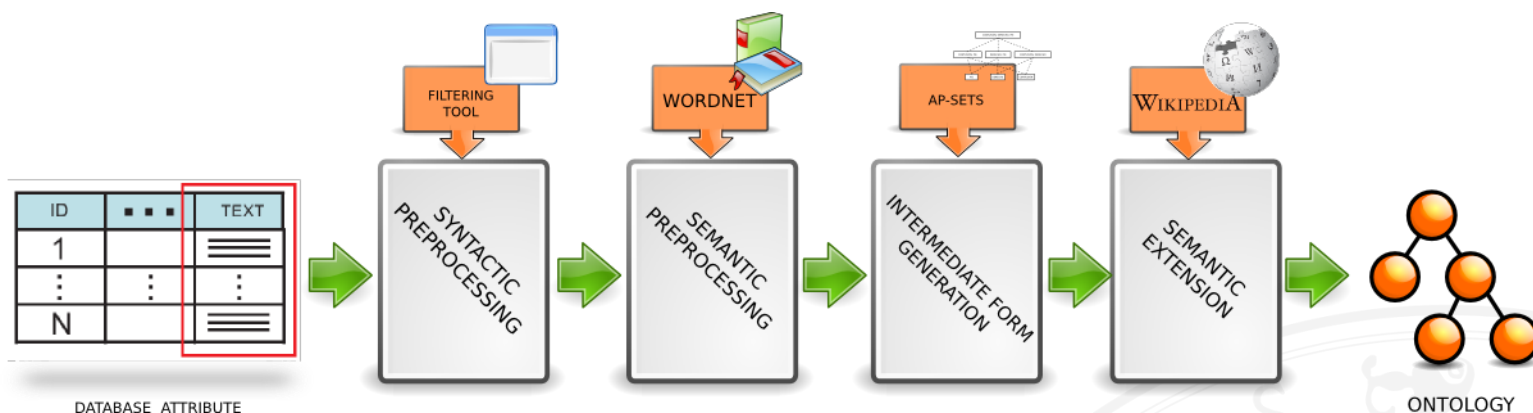 FILTERING
TOOL
WORDNET
AP-SETS
WIKIPEDIA
ID
TEXT
1
N
SYNTACTIC
PREPROCESSING
SEMANTIC
PREPROCESSING
INTERMEDIATE FORM
GENERATION
SEMANTIC
EXTENSION
DATABASE ATTRIBUTE
ONTOLOGY